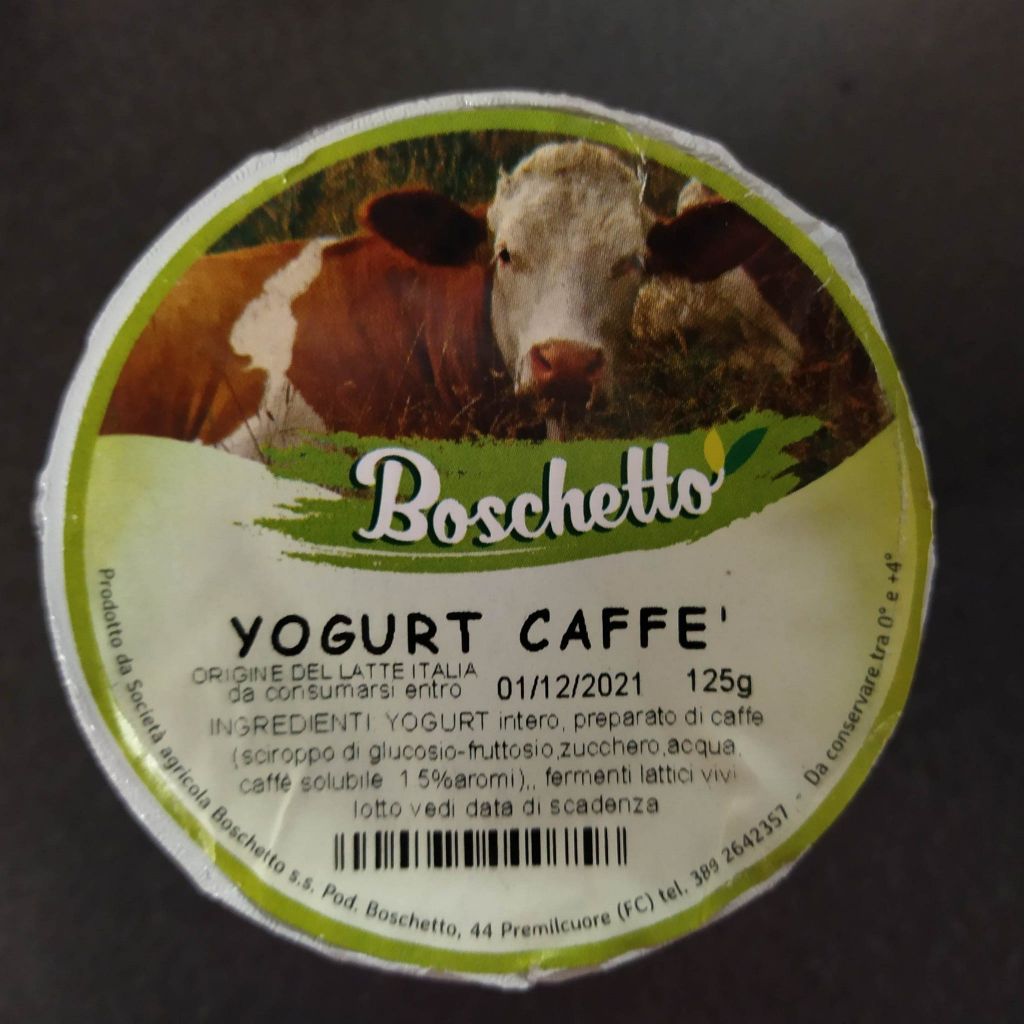 Boschetto
YOGURT CAFFE'
ORIGINE DEL LATTE ITALIA
da consumarsi entro 01/12/2021 125g
INGREDIENTI YOGURT intero, preparato di caffe
(sciroppo di glucosio-fruttosio,zucchero,acqua,
caffè solubile 1 5%aromi),, fermenti lattici vivi
lotto vedi data di scadenza
Prodotto da Società agricola Boschetto s.s. Pod. Boschetto, 44 Premilcuore (FC) tel. 389 2642357 - Da conservare tra 0° e +4°